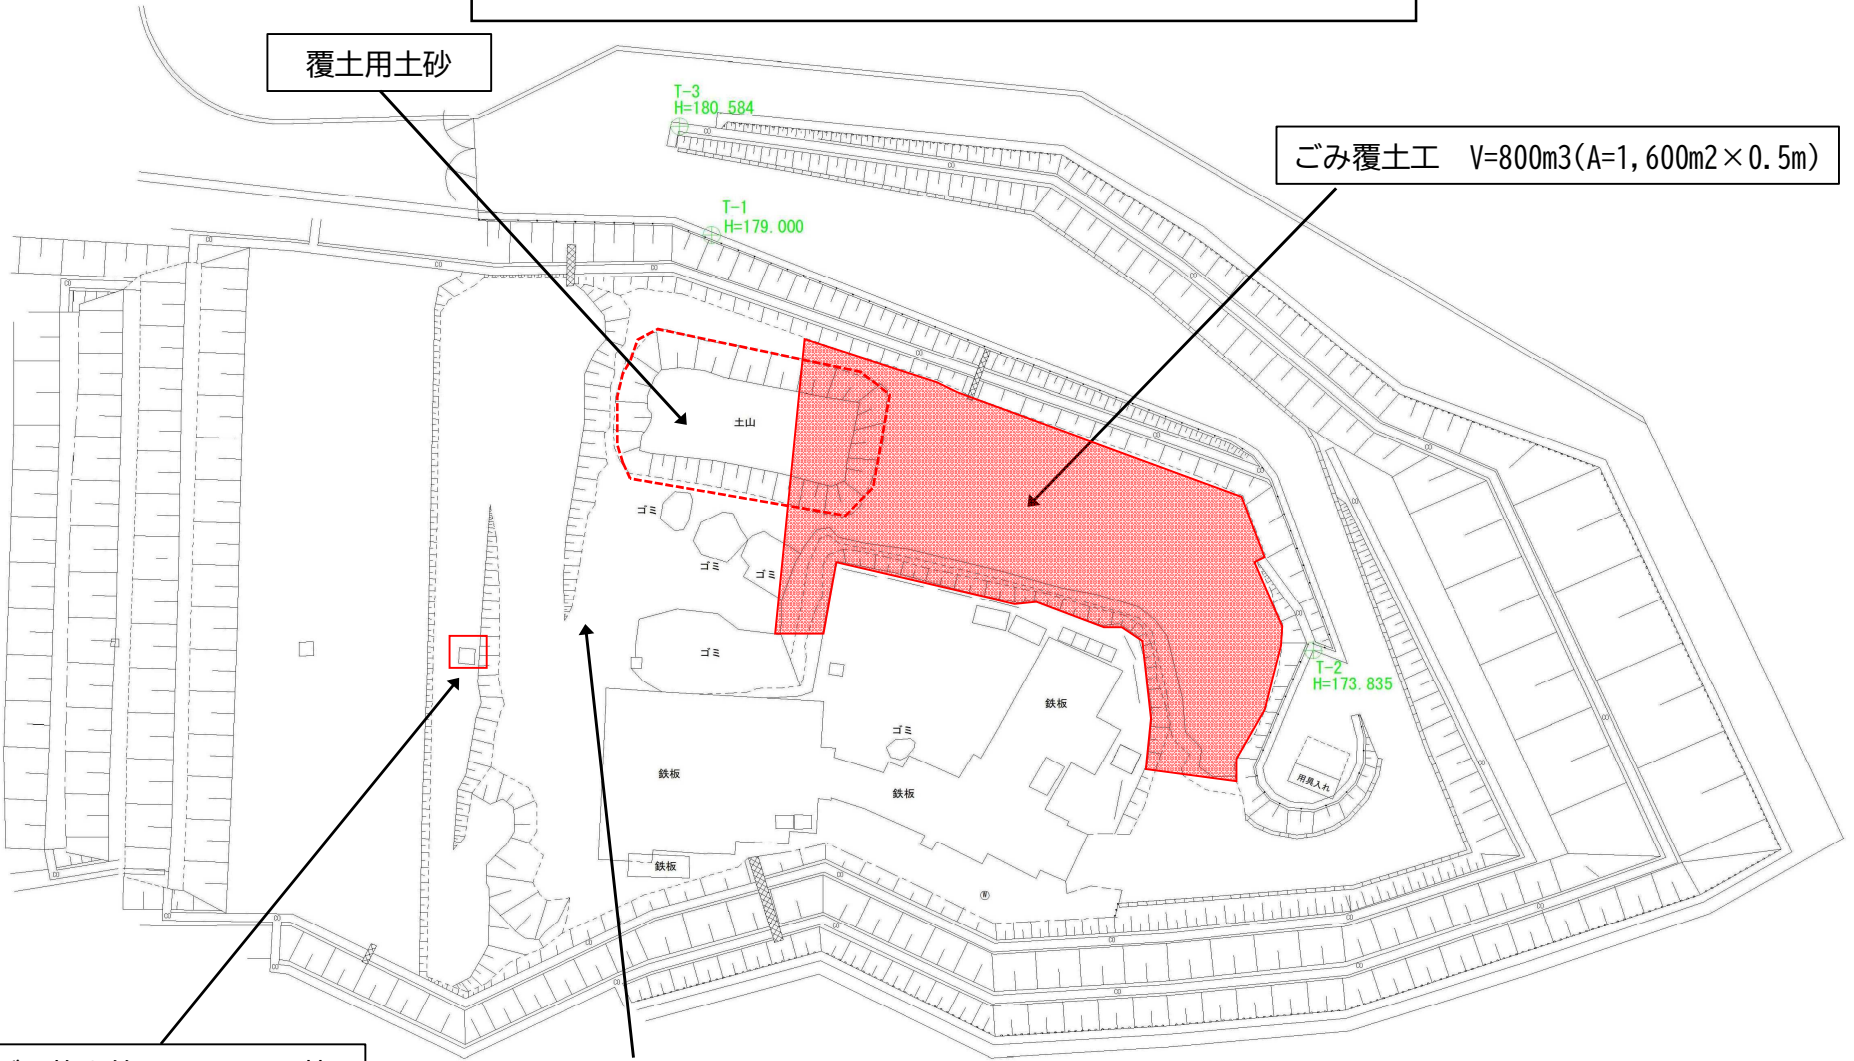 覆土用土砂
T-3
H=180.584
ごみ覆土工　V=800m3(A=1,600m2×0.5m)
T-1
H=179.000
土山
ゴミ
ゴミ
ゴミ
ゴミ
T-2
H=173.835
鉄板
ゴミ
鉄板
鉄板
用具入れ
鉄板
W